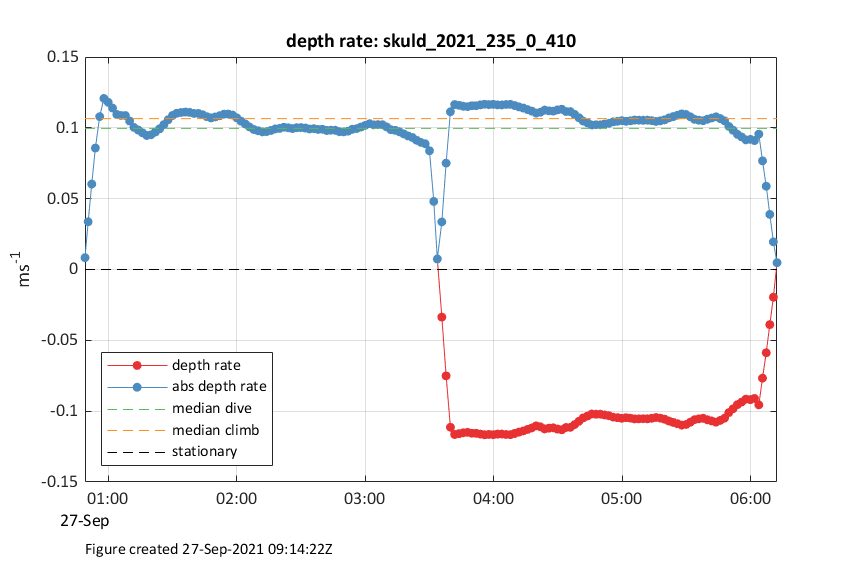 depth rate: skuld_2021_235_0_410
0.15
0.1
0.05
0
-0.05
-0.1
-0.15
ms⁻¹
depth rate
abs depth rate
median dive
median climb
stationary
01:00 02:00 03:00 04:00 05:00 06:00
27-Sep
Figure created 27-Sep-2021 09:14:22Z